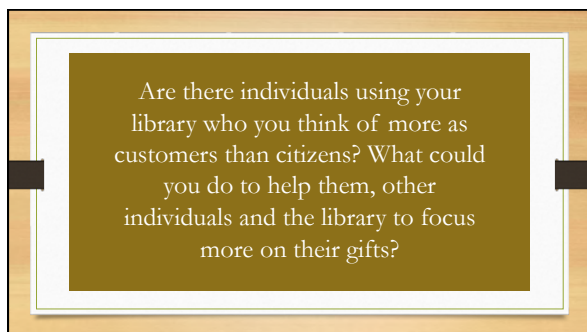 Are there individuals using your
library who you think of more as
customers than citizens? What could
you do to help them, other
individuals and the library to focus
more on their gifts?